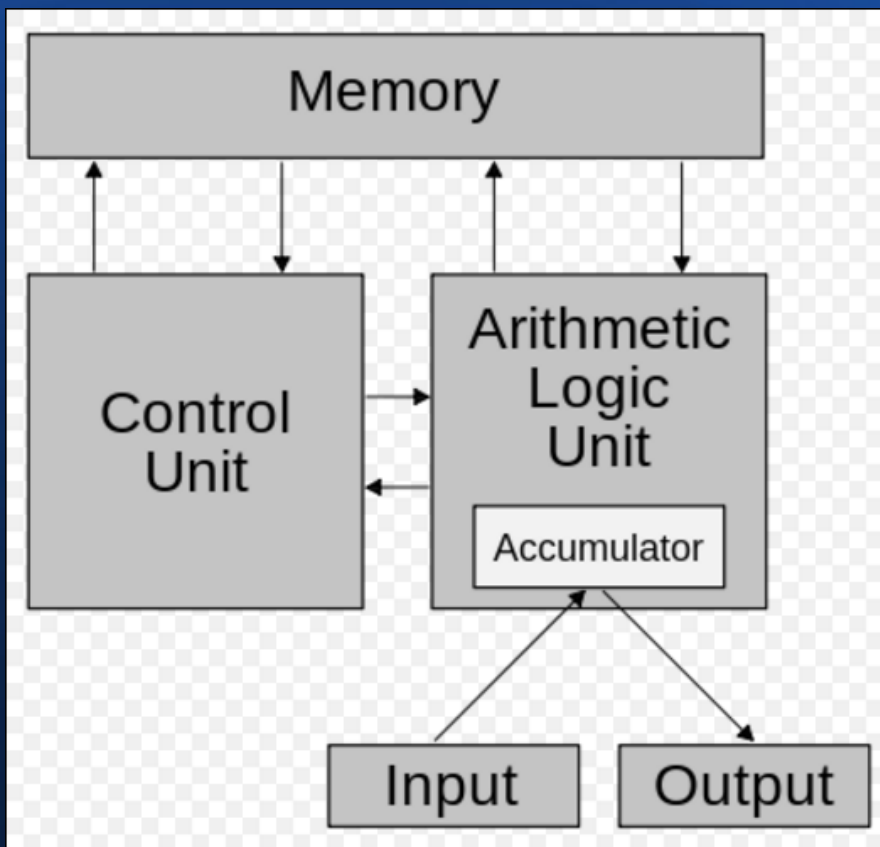 Memory
Control
Unit
Arithmetic
Logic
Unit
Accumulator
Input
Output